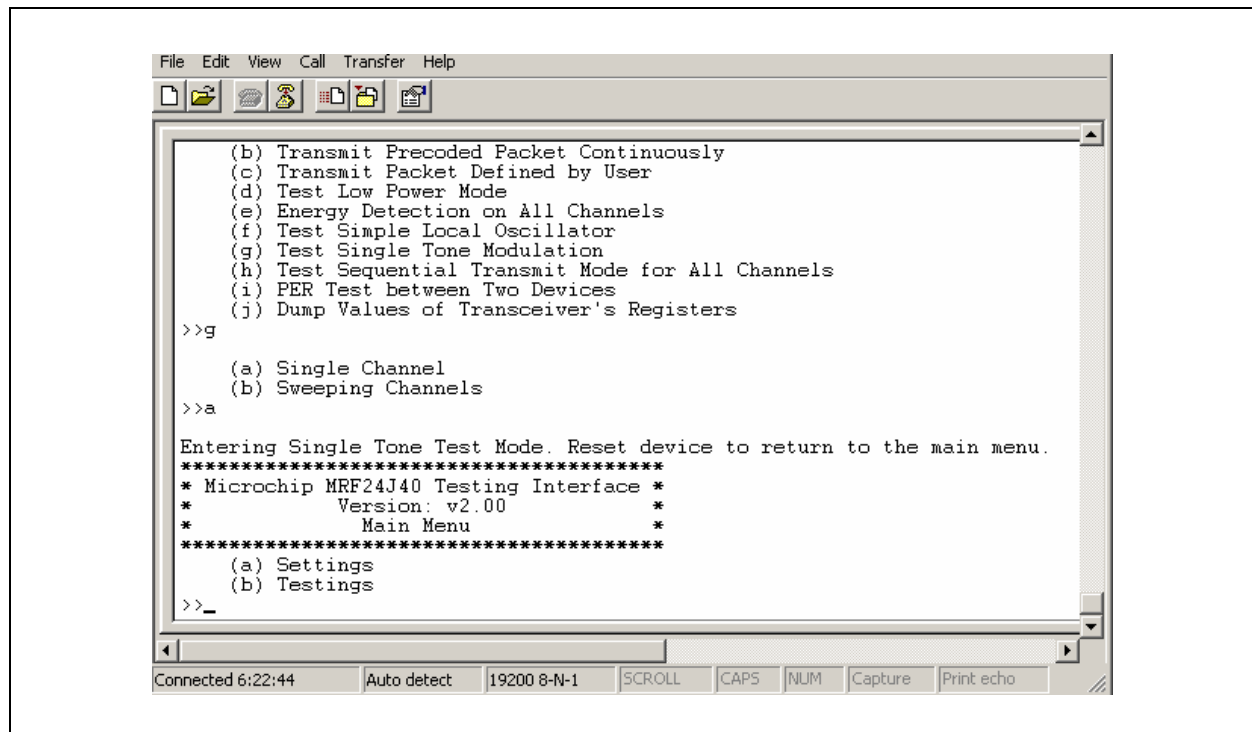 File Edit View Call Transfer Help
(b) Transmit Precoded Packet Continuously
(c) Transmit Packet Defined by User
(d) Test Low Power Mode
(e) Energy Detection on All Channels
(f) Test Simple Local Oscillator
(g) Test Single Tone Modulation
(h) Test Sequential Transmit Mode for All Channels
(i) PER Test between Two Devices
(j) Dump Values of Transceiver's Registers
>>g
(a) Single Channel
(b) Sweeping Channels
>>a
Entering Single Tone Test Mode. Reset device to return to the main menu.
****************************************
* Microchip MRF24J40 Testing Interface *
* Version: v2.00 *
* Main Menu *
****************************************
(a) Settings
(b) Testings
>>_
Connected 6:22:44 Auto detect 19200 8-N-1 SCROLL CAPS NUM Capture Print echo